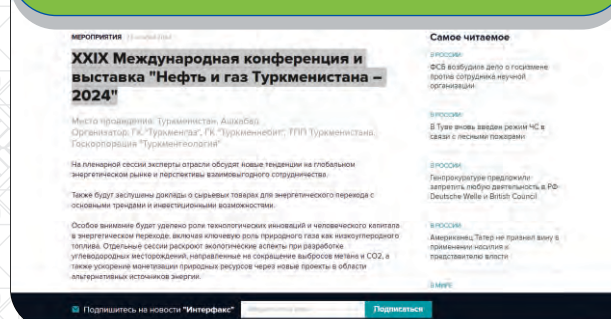 МЕРОПРИЯТИЯ
Самое читаемое
XXIX Международная конференция и
выставка "Нефть и газ Туркменистана –
2024"
Место проведения: Туркменистан, Ашхабад
Организатор: ГК "Туркменгаз", ГК "Туркменнебит", ТПП Туркменистана,
Госкорпорация "Туркменгеология"
На пленарной сессии эксперты отрасли обсудят новые тенденции на глобальном
энергетическом рынке и перспективы взаимовыгодного сотрудничества.
Также будут заслушены доклады о сырьевых товарах для энергетического перехода с
основными трендами и инвестиционными возможностями.
Особое внимание будет уделено роли технологических инноваций и человеческого капитала
в энергетическом переходе, включая ключевую роль природного газа как низкоуглеродного
топлива. Отдельные сессии раскроют экологические аспекты при разработке
углеводородных месторождений, направленные на сокращение выбросов метана и CO2, а
также ускорение монетизации природных ресурсов через новые проекты в области
альтернативных источников энергии.
В РОССИИ
ФСБ возбудила дело о госизмене
против сотрудника научной
организации
В РОССИИ
В Туве вновь введен режим ЧС в
связи с лесными пожарами
В РОССИИ
Генпрокуратуре предложили
запретить любую деятельность в РФ
Deutsche Welle и British Council
В РОССИИ
Американец Татер не признал вину в
применении насилия к
представителю власти
В МИРЕ
Подпишитесь на новости "Интерфакс"
Подписаться